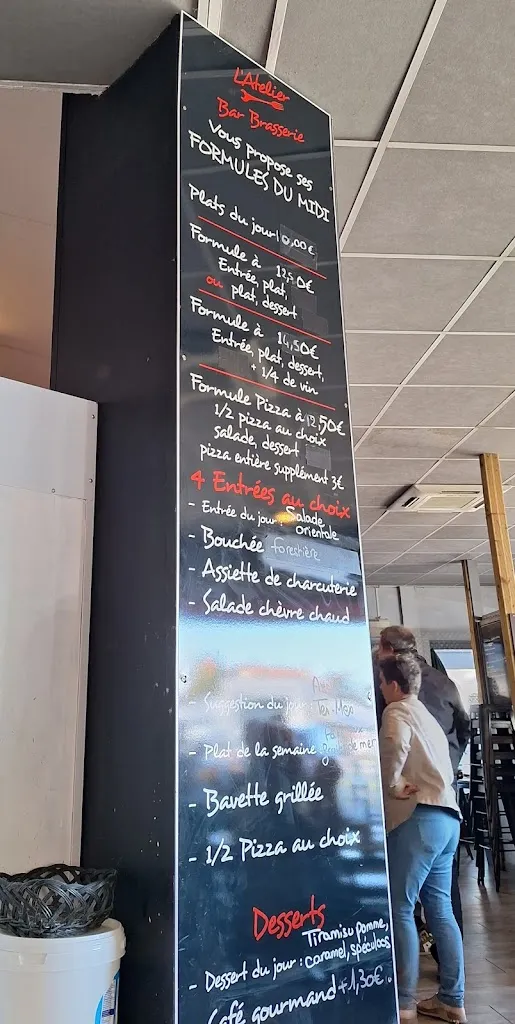 L'Atelier
Bar Brasserie
Vous propose ses
FORMULES DU MIDI
Plats du jour 10,00€
Formule à 12,50€
Entrée, plat,
ou plat, dessert
Formule à 14,50€
Entrée, plat, dessert,
+ 1/4 de vin
Formule Pizza à 12,50€
1/2 pizza au choix
salade, dessert
pizza entière supplément 3€
4 Entrées au choix
- Entrée du jour : Salade
orientale
- Bouchée forestière
- Assiette de charcuterie
- Salade chèvre chaud
- Suggestion du jour :
- Plat de la semaine : de mer
- Bavette grillée
- 1/2 Pizza au choix
Desserts
Tiramisu pomme,
- Dessert du jour : caramel, spéculoos
Café gourmand + 1,30€